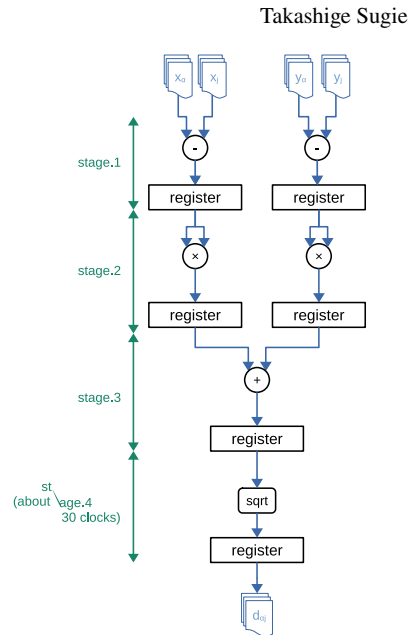 Takashige Sugie
xα xj yα yj
- -
stage.1
register register
stage.2
× ×
register register
stage.3
+
register
st
age.4
(about
30 clocks)
sqrt
register
dαj